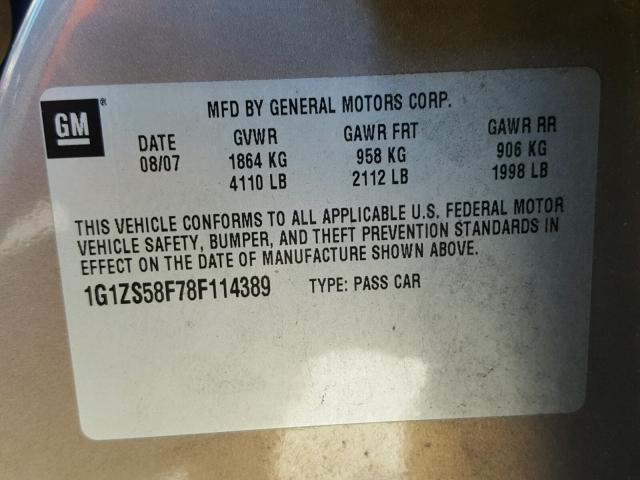 GM®
MFD BY GENERAL MOTORS CORP.
DATE GVWR GAWR FRT GAWR RR
08/07 1864 KG 958 KG 906 KG
4110 LB 2112 LB 1998 LB
THIS VEHICLE CONFORMS TO ALL APPLICABLE U.S. FEDERAL MOTOR
VEHICLE SAFETY, BUMPER, AND THEFT PREVENTION STANDARDS IN
EFFECT ON THE DATE OF MANUFACTURE SHOWN ABOVE.
1G1ZS58F78F114389 TYPE: PASS CAR